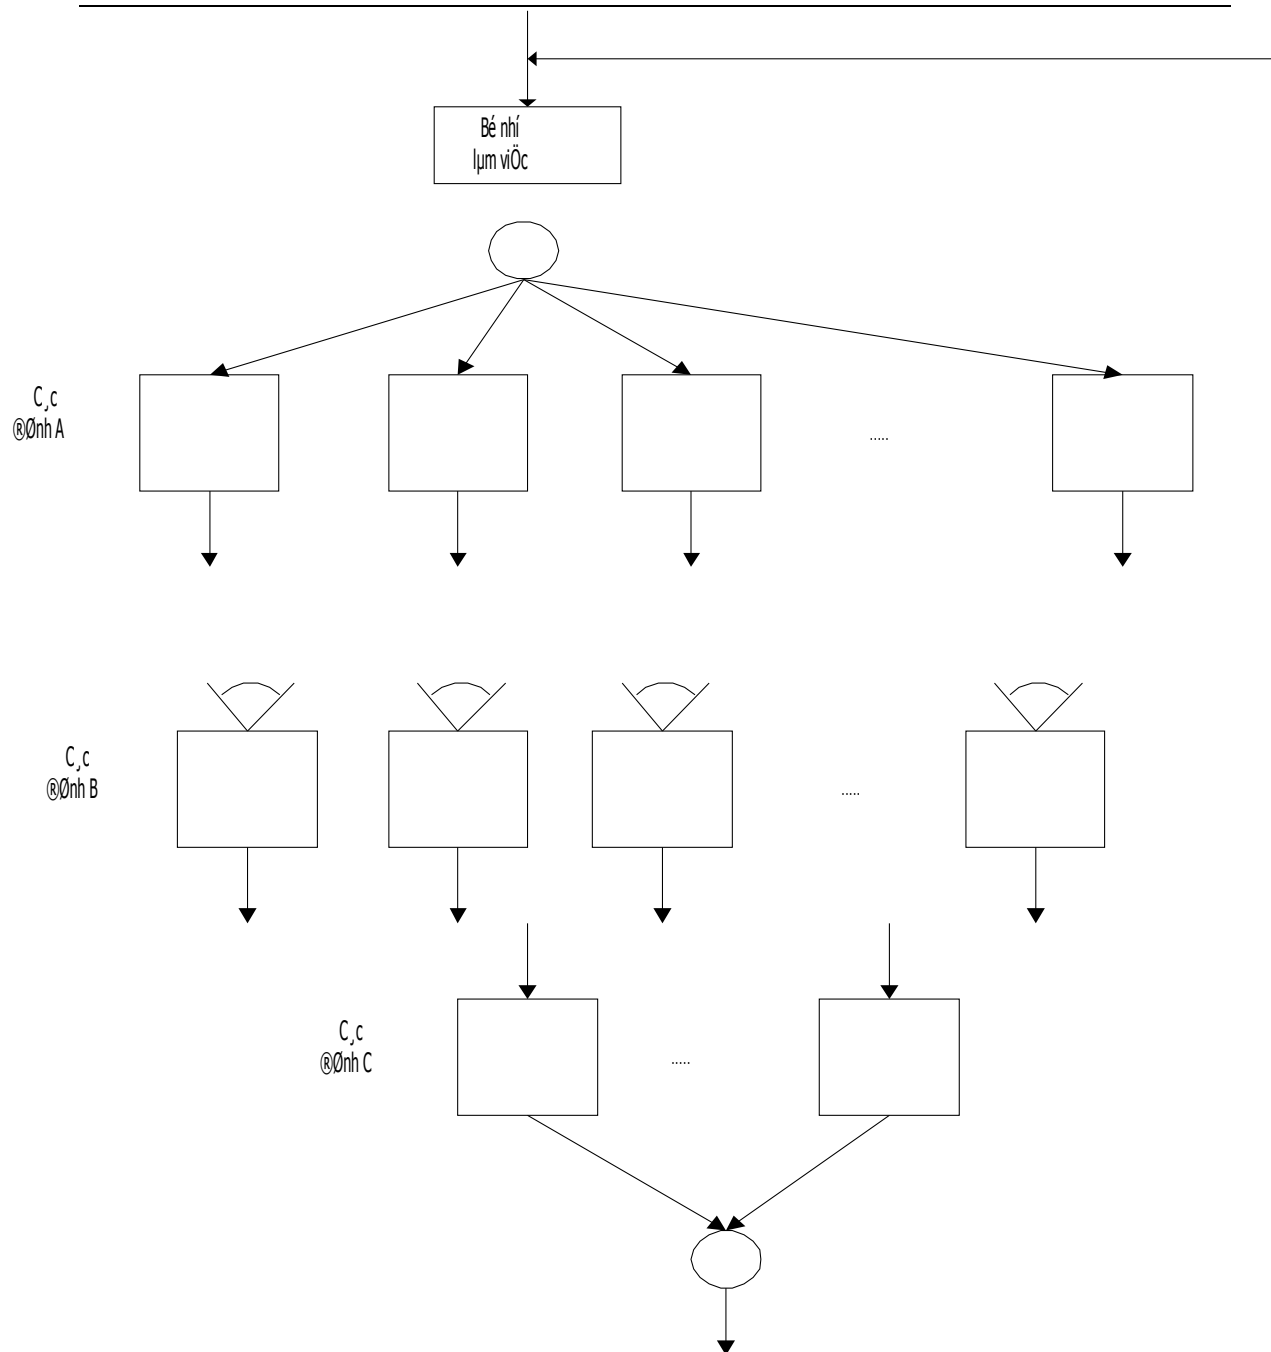 Bé nhí
lµm viÖc
C¸c
®Ønh A
.....
C¸c
®Ønh B
.....
C¸c
®Ønh C
.....